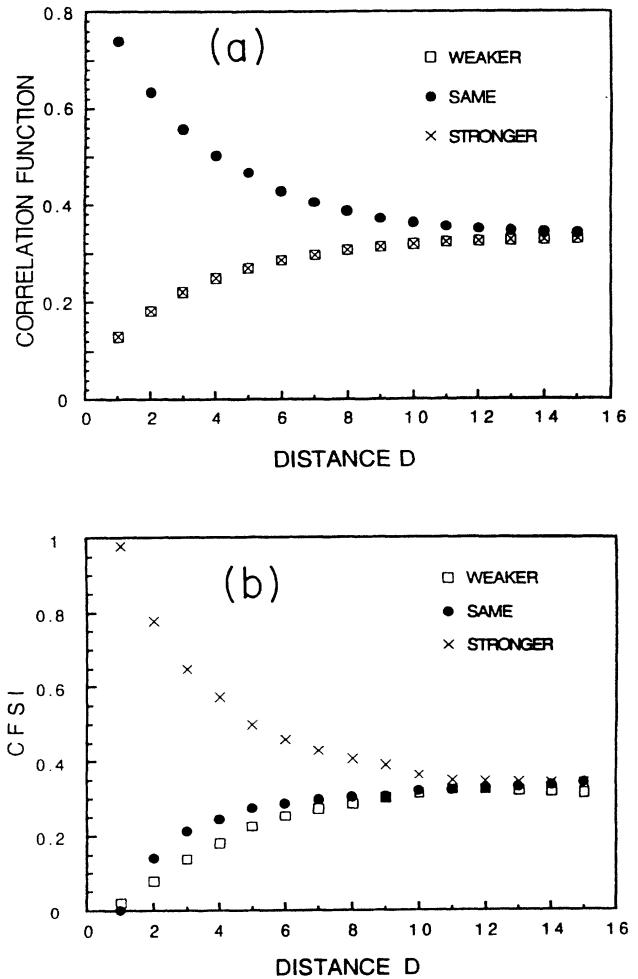 0.8
(a)
WEAKER
SAME
STRONGER
0.6
0.4
0.2
0
CORRELATION FUNCTION
0 2 4 6 8 10 12 14 16
DISTANCE D
1
(b)
WEAKER
SAME
STRONGER
0.8
0.6
0.4
0.2
0
CFSI
0 2 4 6 8 10 12 14 16
DISTANCE D